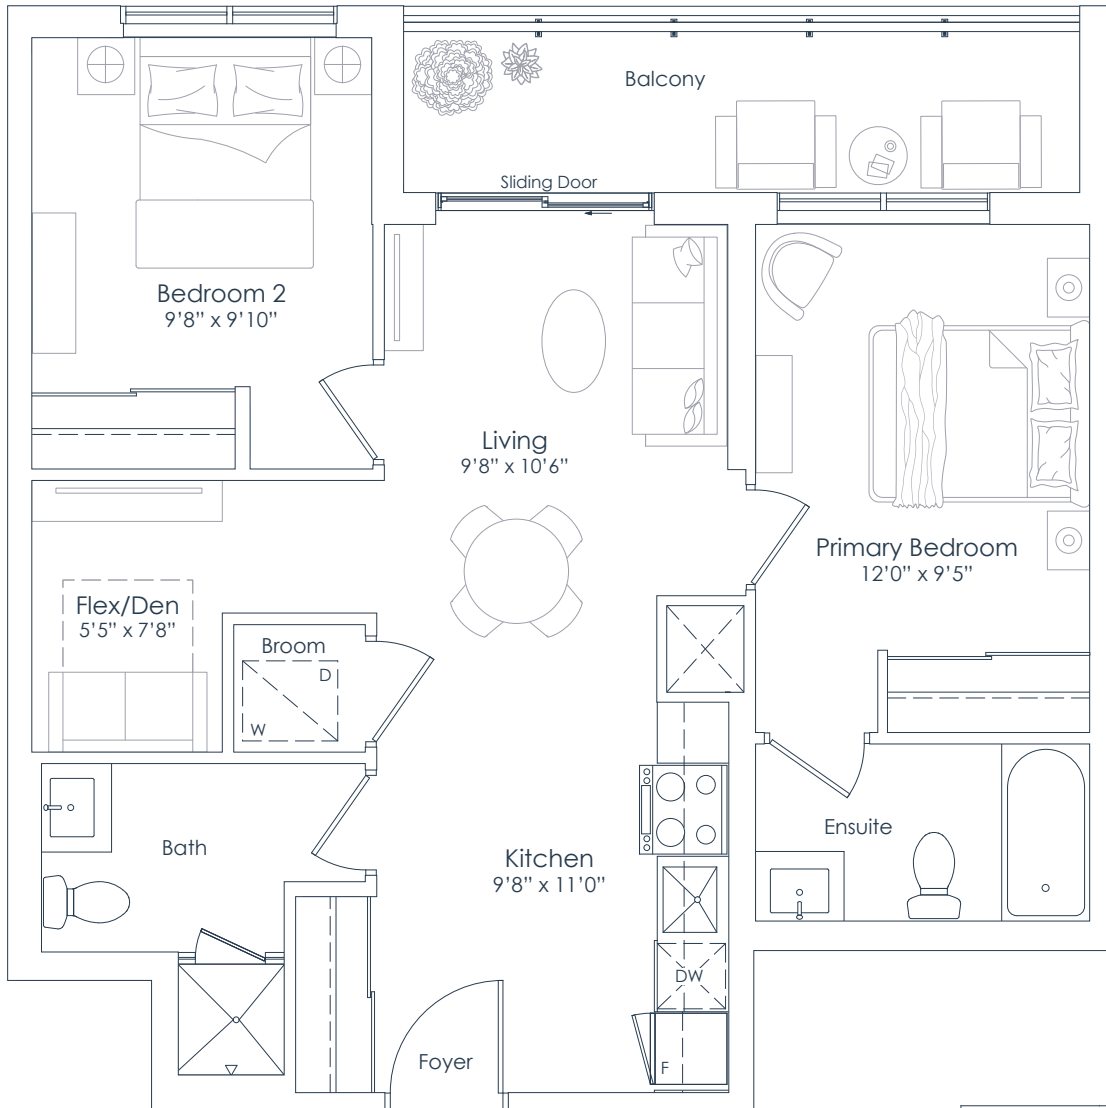 Balcony
Sliding Door
Bedroom 2
9’8” x 9’10”
Living
9’8” x 10’6”
Primary Bedroom
12’0” x 9’5”
Flex/Den
5’5” x 7’8”
Broom
D
W
Ensuite
Bath
Kitchen
9’8” x 11’0”
DW
Foyer
F